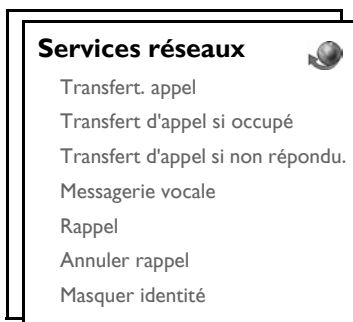 Services réseaux
Transfert. appel
Transfert d'appel si occupé
Transfert d'appel si non répondu.
Messagerie vocale
Rappel
Annuler rappel
Masquer identité